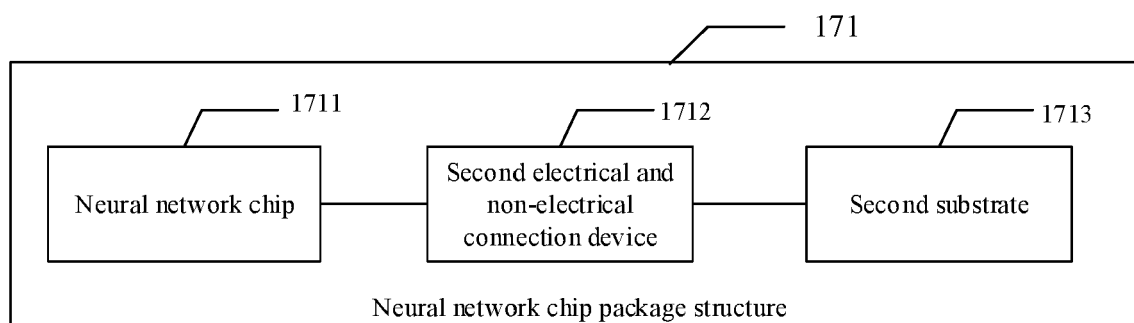 171
1711
1712
1713
Neural network chip
Second electrical and
non-electrical
connection device
Second substrate
Neural network chip package structure